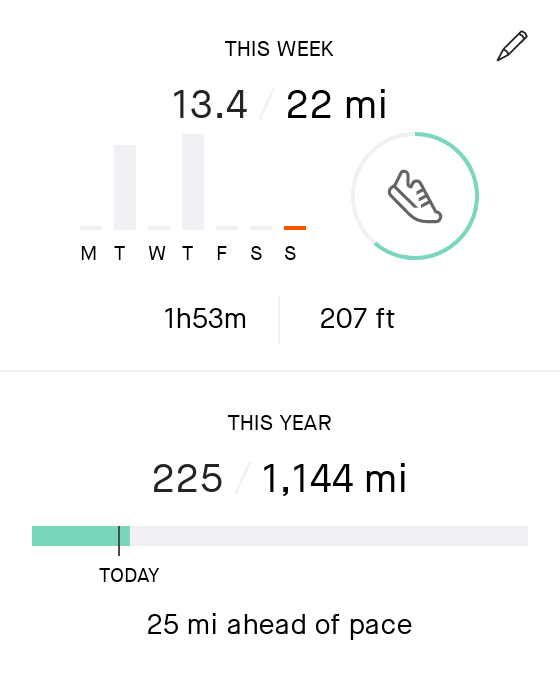 THIS WEEK
13.4 / 22 mi
M T W T F S S
1h53m 207 ft
THIS YEAR
225 / 1,144 mi
TODAY
25 mi ahead of pace